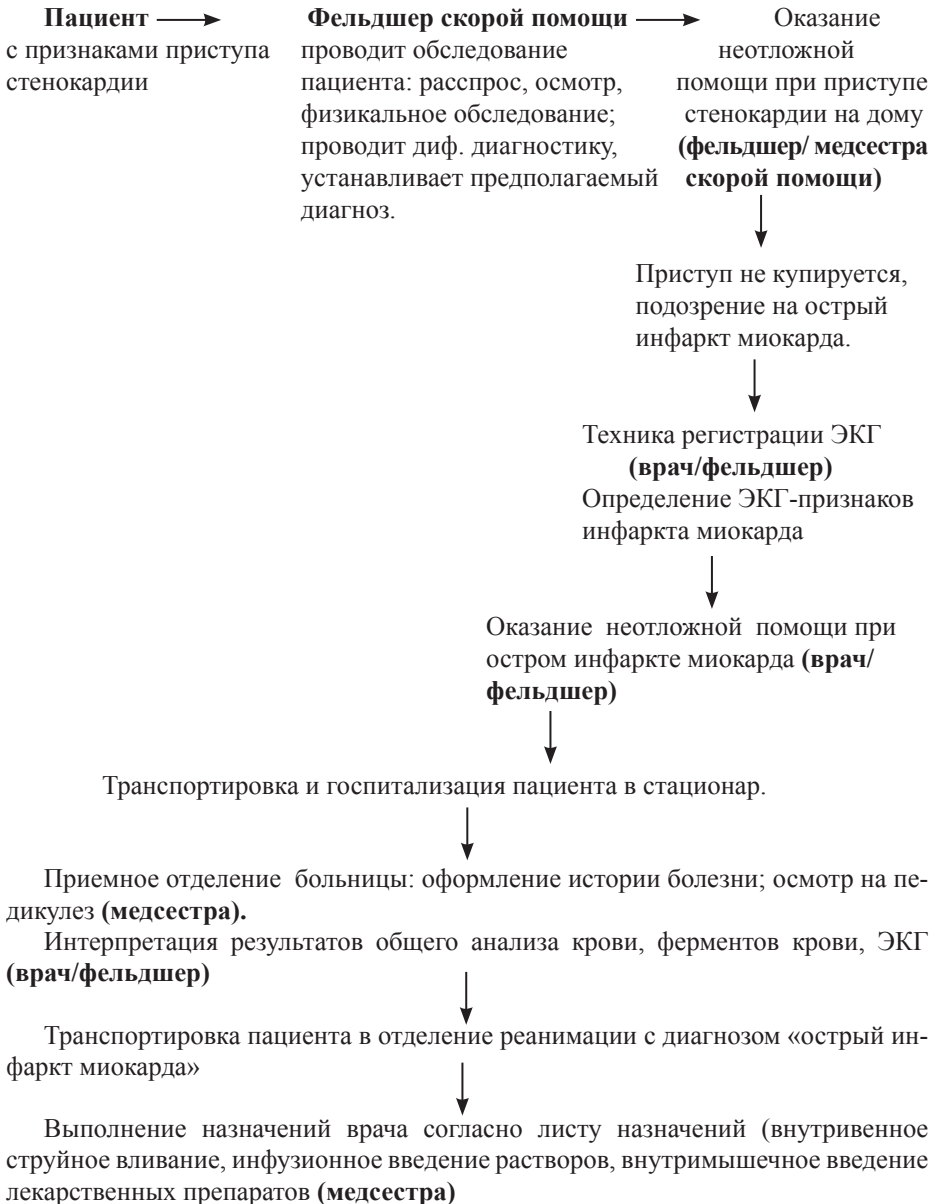 Пациент
с признаками приступа
стенокардии
Фельдшер скорой помощи
проводит обследование
пациента: расспрос, осмотр,
физикальное обследование;
проводит диф. диагностику,
устанавливает предполагаемый
диагноз.
Оказание
неотложной
помощи при приступе
стенокардии на дому
(фельдшер/ медсестра
скорой помощи)
Приступ не купируется,
подозрение на острый
инфаркт миокарда.
Техника регистрации ЭКГ
(врач/фельдшер)
Определение ЭКГ-признаков
инфаркта миокарда
Оказание неотложной помощи при
остром инфаркте миокарда (врач/
фельдшер)
Транспортировка и госпитализация пациента в стационар.
Приемное отделение больницы: оформление истории болезни; осмотр на пе-
дикулез (медсестра).
Интерпретация результатов общего анализа крови, ферментов крови, ЭКГ
(врач/фельдшер)
Транспортировка пациента в отделение реанимации с диагнозом «острый ин-
фаркт миокарда»
Выполнение назначений врача согласно листу назначений (внутривенное
струйное вливание, инфузионное введение растворов, внутримышечное введение
лекарственных препаратов (медсестра)